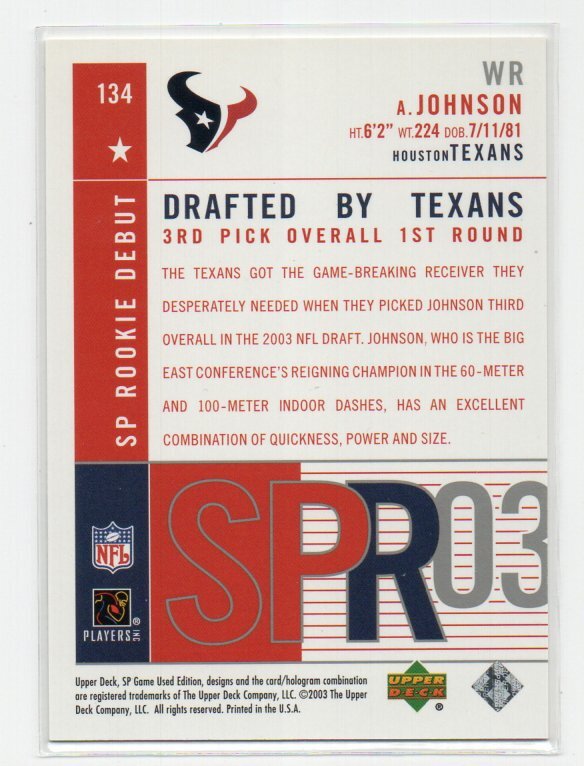 134
WR
A. JOHNSON
HT. 6'2" WT. 224 DOB. 7/11/81
HOUSTON TEXANS
SP ROOKIE DEBUT
DRAFTED BY TEXANS
3RD PICK OVERALL 1ST ROUND
THE TEXANS GOT THE GAME-BREAKING RECEIVER THEY
DESPERATELY NEEDED WHEN THEY PICKED JOHNSON THIRD
OVERALL IN THE 2003 NFL DRAFT. JOHNSON, WHO IS THE BIG
EAST CONFERENCE'S REIGNING CHAMPION IN THE 60-METER
AND 100-METER INDOOR DASHES, HAS AN EXCELLENT
COMBINATION OF QUICKNESS, POWER AND SIZE.
SPR03
NFL
PLAYERS INC ®
Upper Deck, SP Game Used Edition, designs and the card/hologram combination
are registered trademarks of The Upper Deck Company, LLC. ©2003 The Upper
Deck Company, LLC. All rights reserved. Printed in the U.S.A.
UPPER
DECK ®